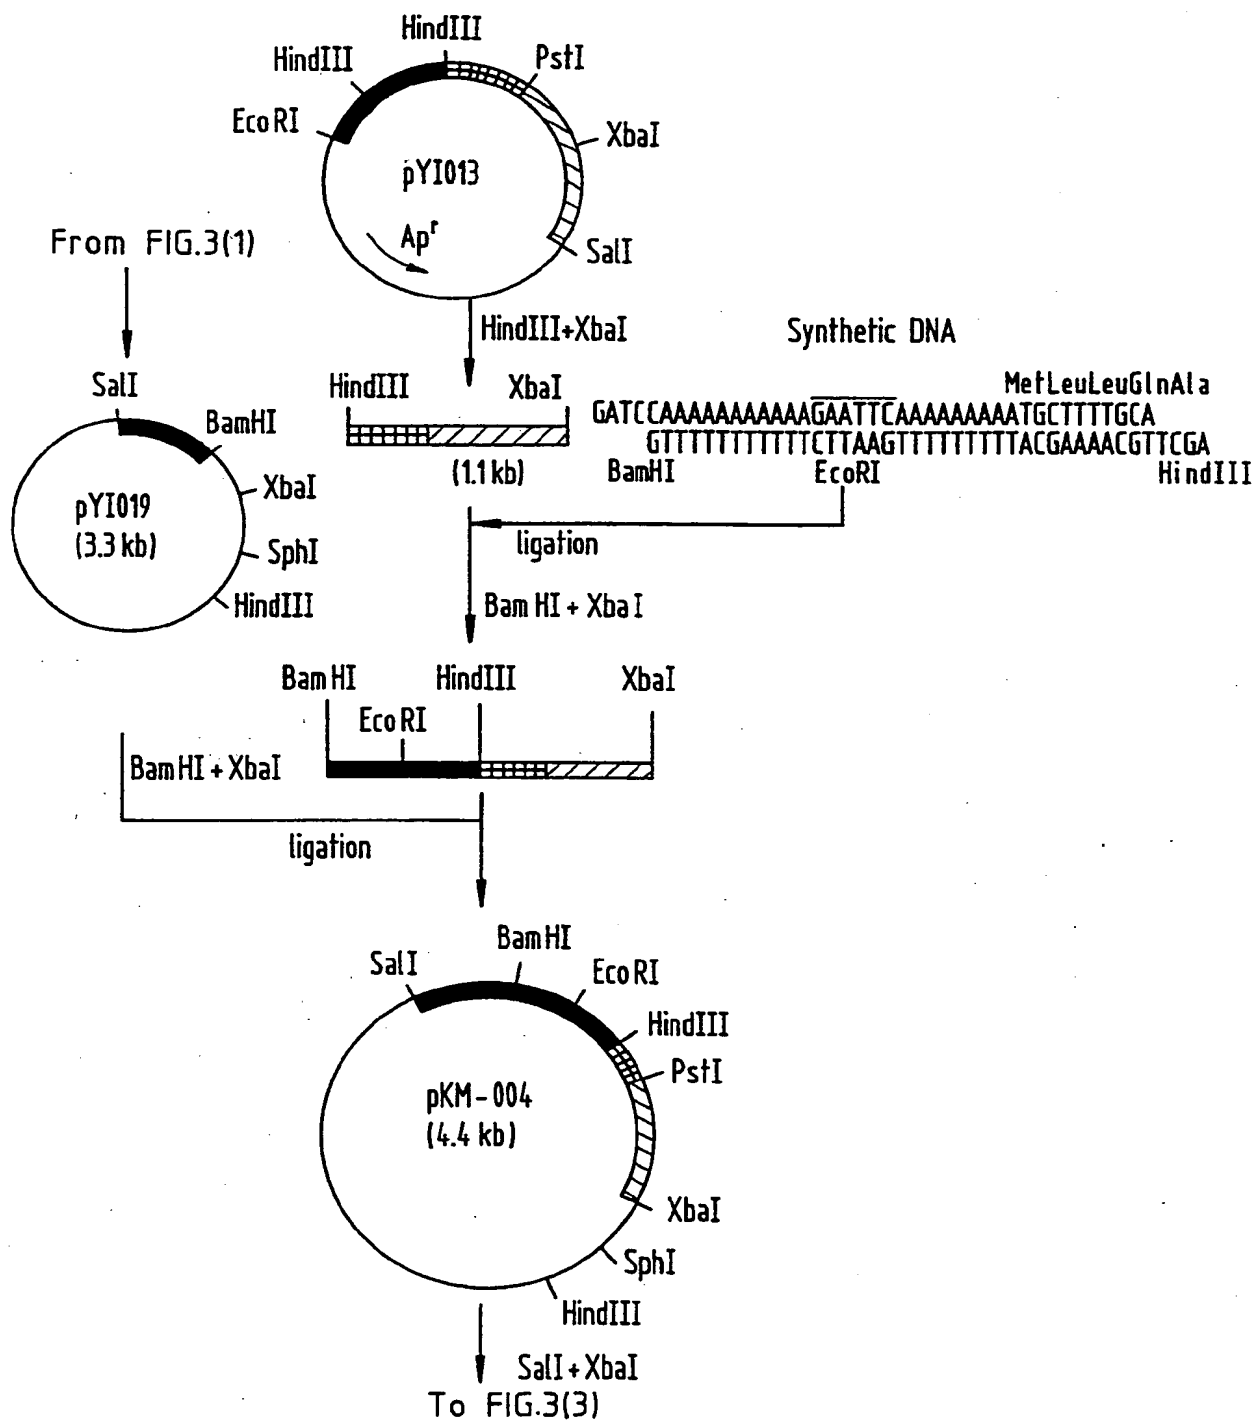 HindIII
HindIII
PstI
EcoRI
XbaI
pYI013
Apʳ
SalI
From FIG.3(1)
HindIII+XbaI
Synthetic DNA
SalI
BamHI
XbaI
SphI
HindIII
pYI019
(3.3 kb)
HindIII
XbaI
(1.1 kb)
MetLeuLeuGlnAla
GATCCAAAAAAAAAAAGAATTCAAAAAAAAATGCTTTTGCA
GTTTTTTTTTTTCTTAAGTTTTTTTTTACGAAAACGTTCGA
BamHI
EcoRI
HindIII
ligation
BamHI + XbaI
BamHI
HindIII
XbaI
EcoRI
BamHI + XbaI
ligation
SalI
BamHI
EcoRI
HindIII
PstI
pKM-004
(4.4 kb)
XbaI
SphI
HindIII
SalI+XbaI
To FIG.3(3)